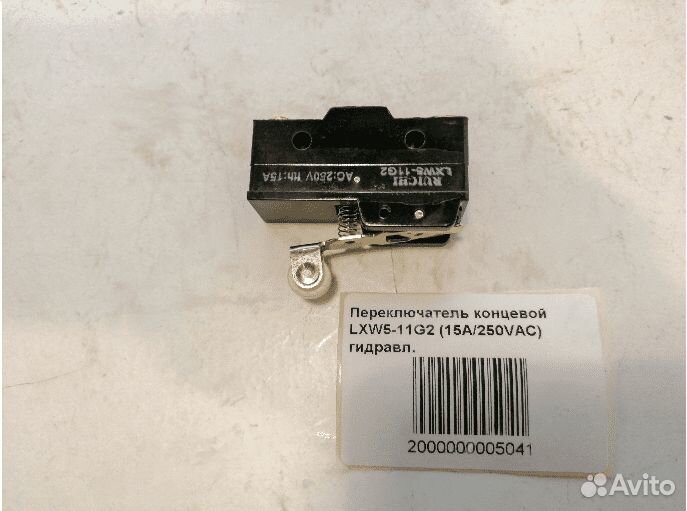 RUICHI
LXW5-11G2
AC:250V Ith:15A
Переключатель концевой
LXW5-11G2 (15A/250VAC)
гидравл.
2000000005041
Avito